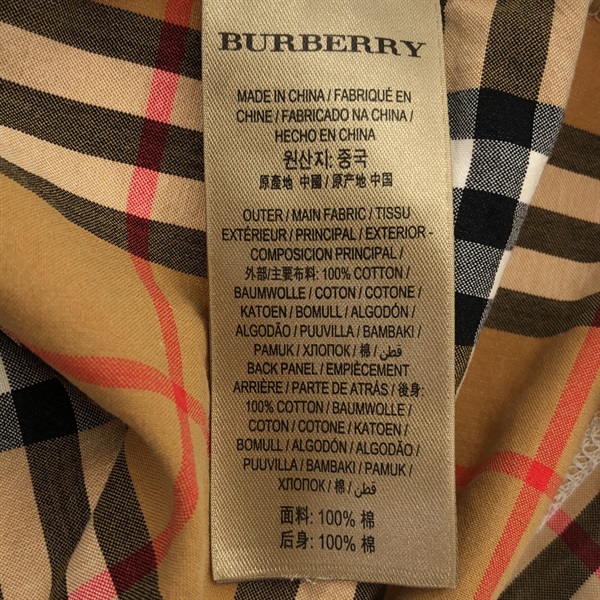 BURBERRY
MADE IN CHINA / FABRIQUÉ EN
CHINE / FABRICADO NA CHINA /
HECHO EN CHINA
원산지: 중국
原產地 中國 / 原产地 中国
OUTER / MAIN FABRIC / TISSU
EXTÉRIEUR / PRINCIPAL / EXTERIOR -
COMPOSICION PRINCIPAL /
外部/主要布料: 100% COTTON /
BAUMWOLLE / COTON / COTONE /
KATOEN / BOMULL / ALGODÓN /
ALGODÃO / PUUVILLA / BAMBAKI /
PAMUK / ХЛОПОК / 棉 / قطن /
BACK PANEL / EMPIÈCEMENT
ARRIÈRE / PARTE DE ATRÁS / 後身:
100% COTTON / BAUMWOLLE /
COTON / COTONE / KATOEN /
BOMULL / ALGODÓN / ALGODÃO /
PUUVILLA / BAMBAKI / PAMUK /
ХЛОПОК / 棉 / قطن /
面料: 100% 棉
后身: 100% 棉